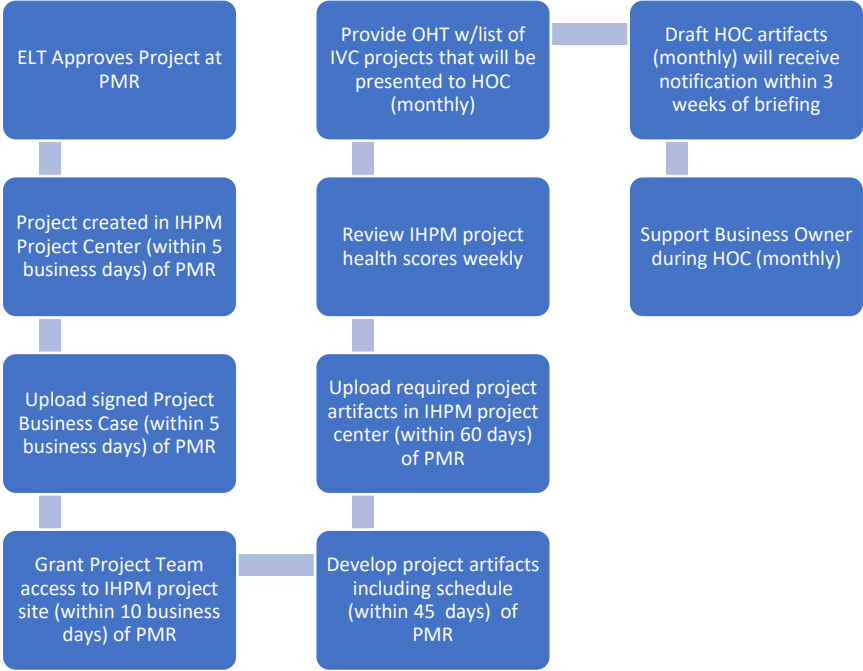 ELT Approves Project at
PMR
Project created in IHPM
Project Center (within 5
business days) of PMR
Upload signed Project
Business Case (within 5
business days) of PMR
Grant Project Team
access to IHPM project
site (within 10 business
days) of PMR
Develop project artifacts
including schedule
(within 45 days) of
PMR
Upload required project
artifacts in IHPM project
center (within 60 days)
of PMR
Review IHPM project
health scores weekly
Provide OHT w/list of
IVC projects that will be
presented to HOC
(monthly)
Draft HOC artifacts
(monthly) will receive
notification within 3
weeks of briefing
Support Business Owner
during HOC (monthly)